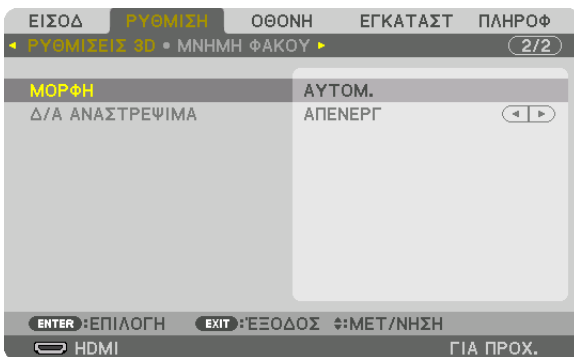 ΕΙΣΟΔ ΡΥΘΜΙΣΗ ΟΘΟΝΗ ΕΓΚΑΤΑΣΤ ΠΛΗΡΟΦ
ΡΥΘΜΙΣΕΙΣ 3D • ΜΝΗΜΗ ΦΑΚΟΥ 2/2
ΜΟΡΦΗ ΑΥΤΟΜ.
Δ/Α ΑΝΑΣΤΡΕΨΙΜΑ ΑΠΕΝΕΡΓ
ENTER :ΕΠΙΛΟΓΗ EXIT :ΈΞΟΔΟΣ :ΜΕΤ/ΝΗΣΗ
HDMI ΓΙΑ ΠΡΟΧ.